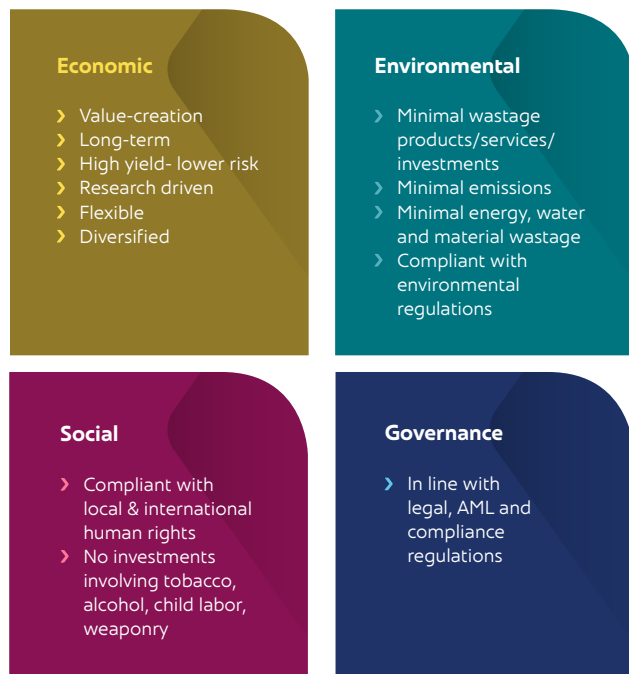 Economic
Value-creation
Long-term
High yield- lower risk
Research driven
Flexible
Diversified
Environmental
Minimal wastage
products/services/
investments
Minimal emissions
Minimal energy, water
and material wastage
Compliant with
environmental
regulations
Social
Compliant with
local & international
human rights
No investments
involving tobacco,
alcohol, child labor,
weaponry
Governance
In line with
legal, AML and
compliance
regulations